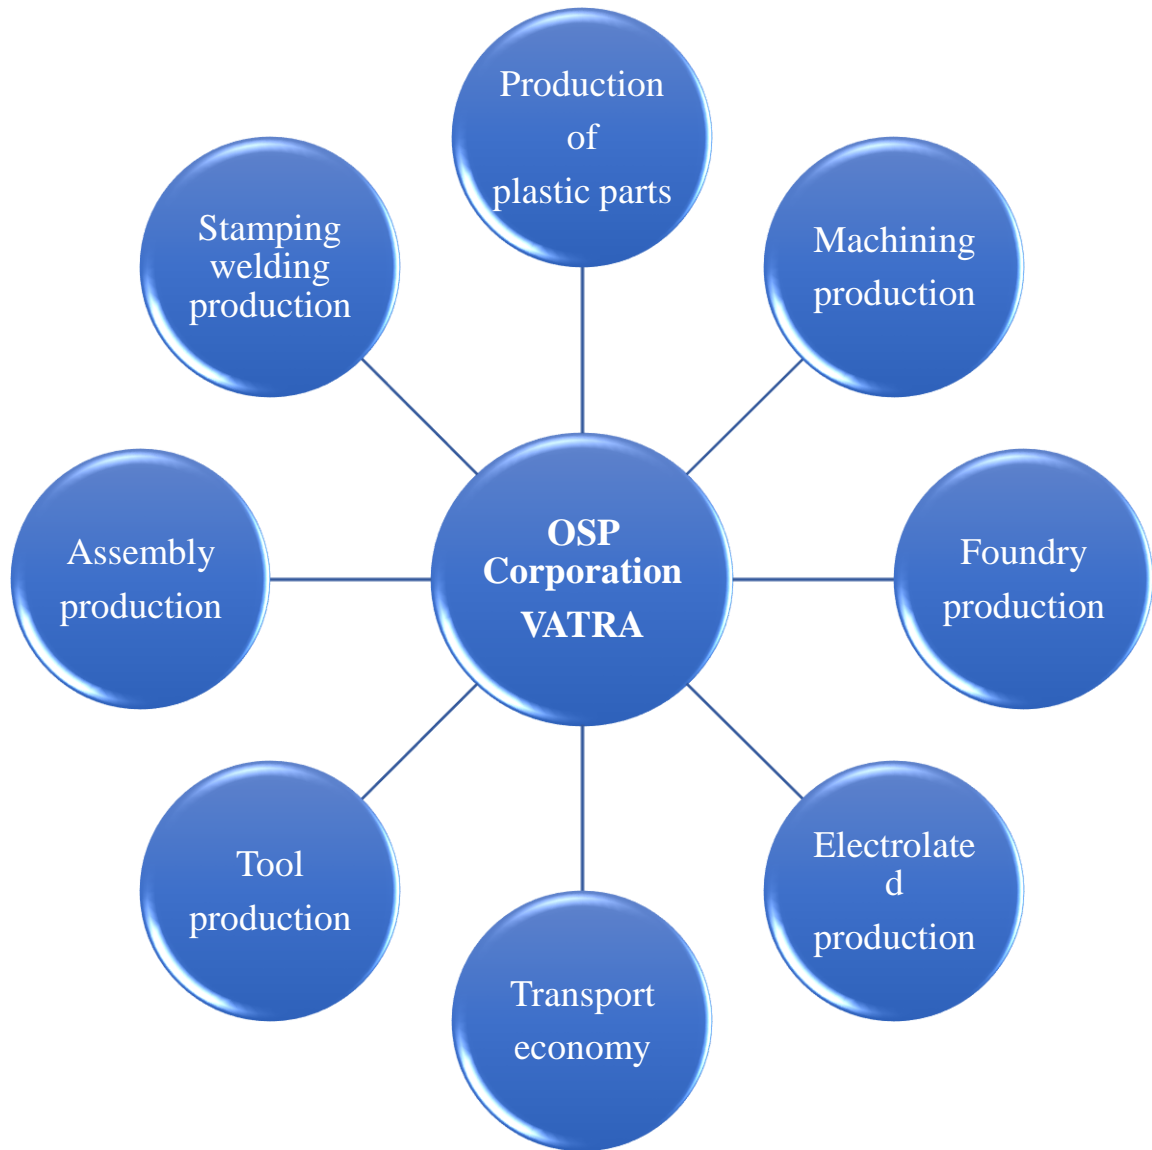 Production
of
plastic parts
Machining
production
Foundry
production
Electrolate
d
production
Transport
economy
Tool
production
Assembly
production
Stamping
welding
production
OSP
Corporation
VATRA